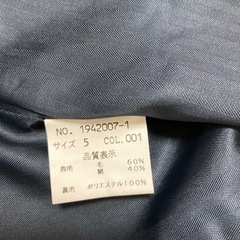 NO. 1942007-1
サイズ 5 COL.001
品質表示
表地 毛 60%
絹 40%
裏地 ポリエステル100%